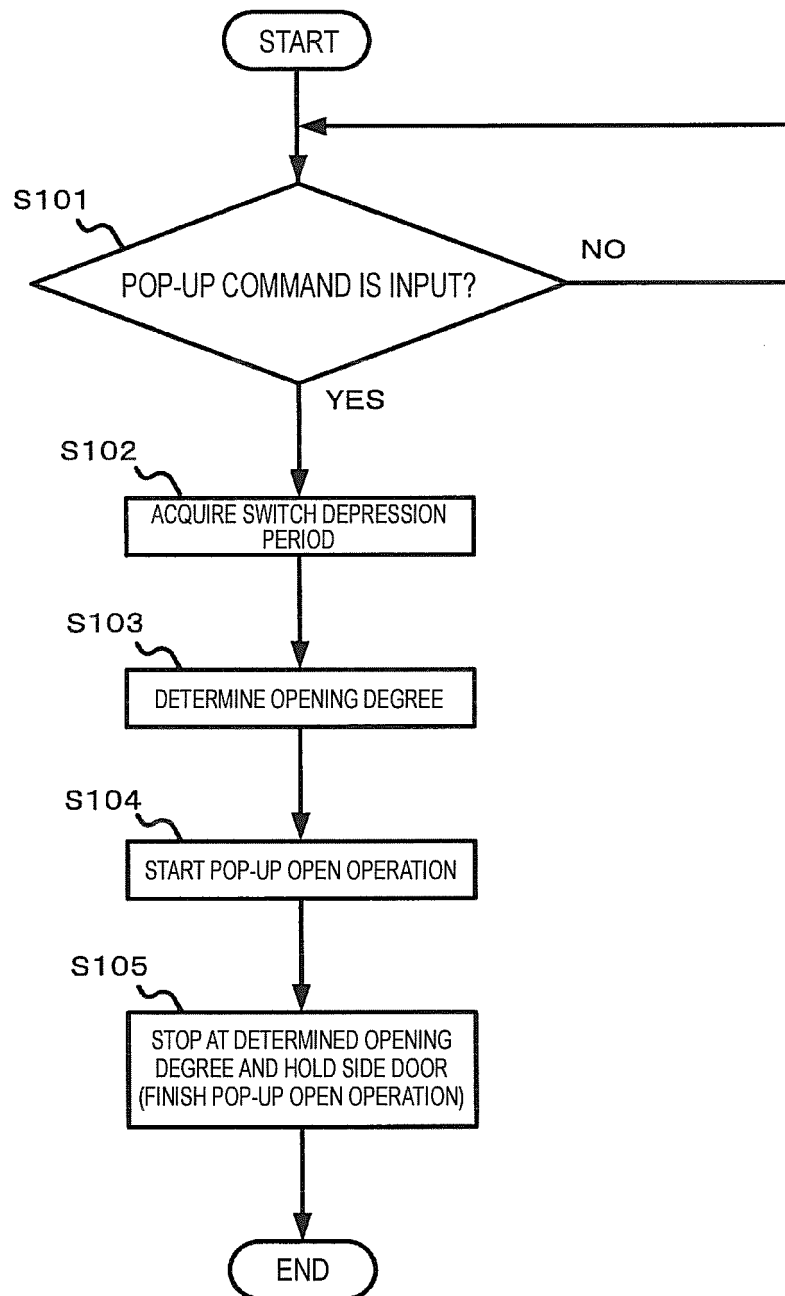 START
S101
POP-UP COMMAND IS INPUT?
NO
YES
S102
ACQUIRE SWITCH DEPRESSION
PERIOD
S103
DETERMINE OPENING DEGREE
S104
START POP-UP OPEN OPERATION
S105
STOP AT DETERMINED OPENING
DEGREE AND HOLD SIDE DOOR
(FINISH POP-UP OPEN OPERATION)
END